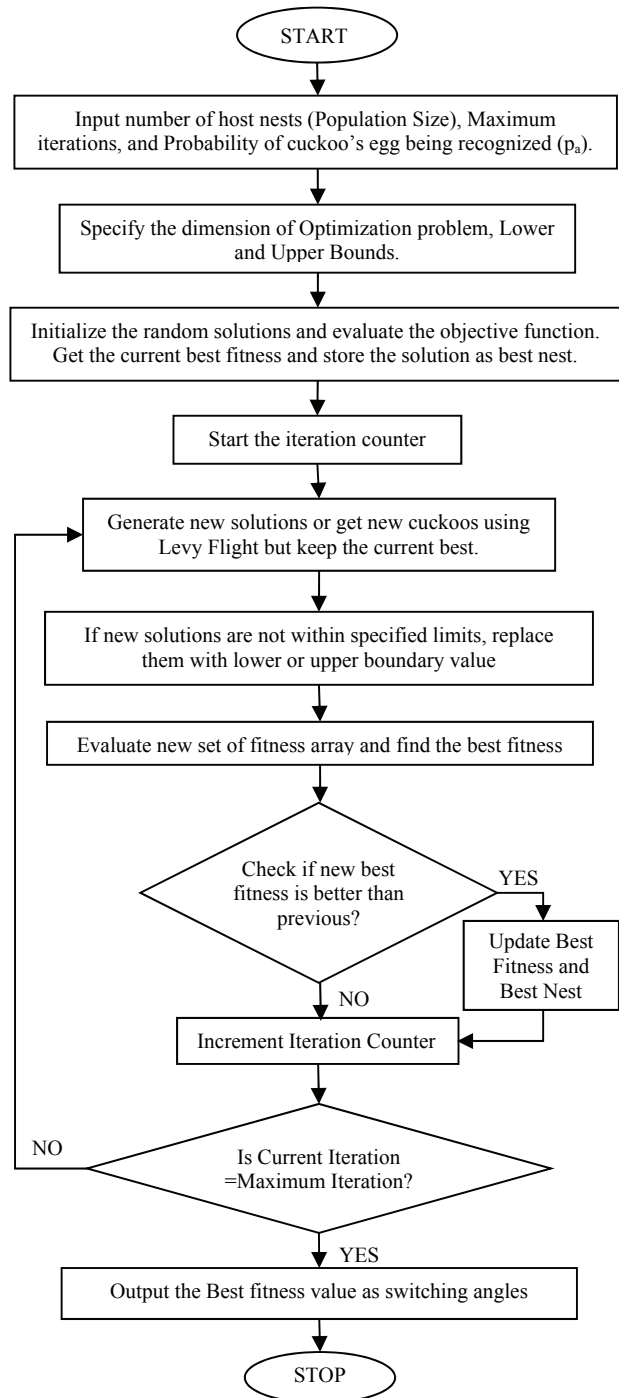 START
Input number of host nests (Population Size), Maximum
iterations, and Probability of cuckoo's egg being recognized (pₐ).
Specify the dimension of Optimization problem, Lower
and Upper Bounds.
Initialize the random solutions and evaluate the objective function.
Get the current best fitness and store the solution as best nest.
Start the iteration counter
Generate new solutions or get new cuckoos using
Levy Flight but keep the current best.
If new solutions are not within specified limits, replace
them with lower or upper boundary value
Evaluate new set of fitness array and find the best fitness
Check if new best
fitness is better than
previous?
YES
Update Best
Fitness and
Best Nest
NO
Increment Iteration Counter
Is Current Iteration
=Maximum Iteration?
NO
YES
Output the Best fitness value as switching angles
STOP